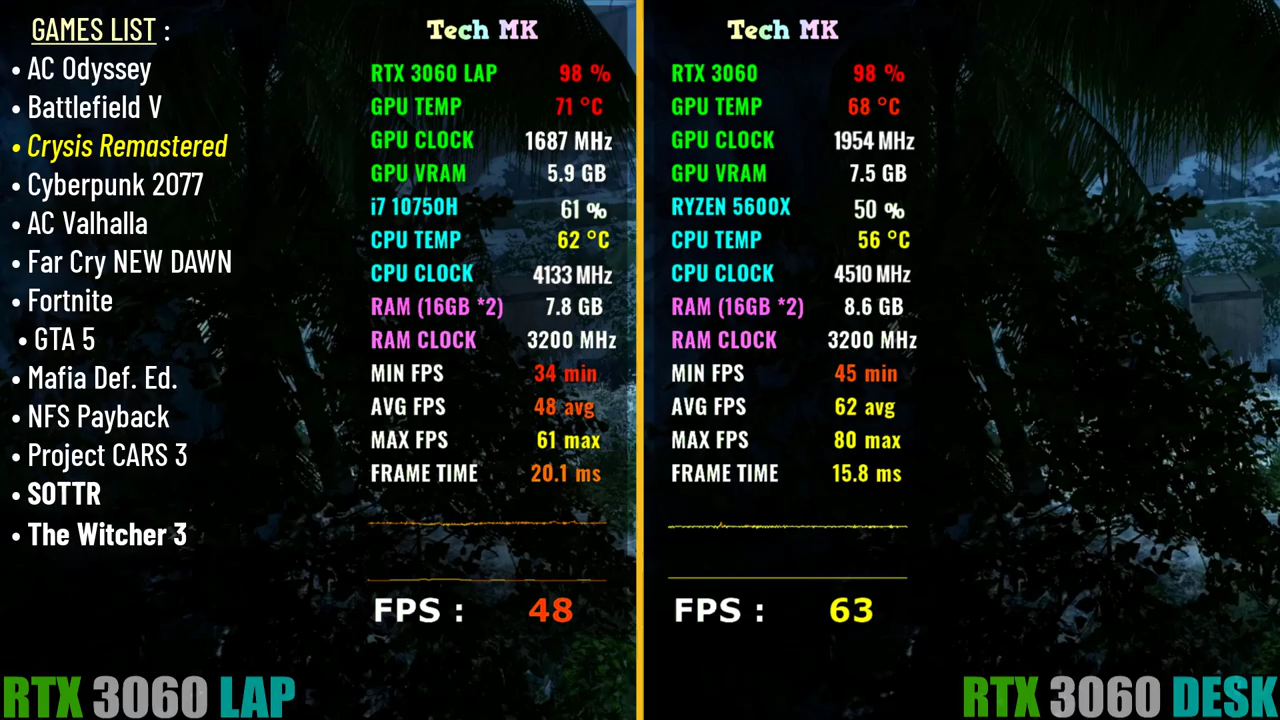 GAMES LIST :
• AC Odyssey
• Battlefield V
• Crysis Remastered
• Cyberpunk 2077
• AC Valhalla
• Far Cry NEW DAWN
• Fortnite
• GTA 5
• Mafia Def. Ed.
• NFS Payback
• Project CARS 3
• SOTTR
• The Witcher 3
Tech MK
RTX 3060 LAP 98 %
GPU TEMP 71 °C
GPU CLOCK 1687 MHz
GPU VRAM 5.9 GB
i7 10750H 61 %
CPU TEMP 62 °C
CPU CLOCK 4133 MHz
RAM (16GB *2) 7.8 GB
RAM CLOCK 3200 MHz
MIN FPS 34 min
AVG FPS 48 avg
MAX FPS 61 max
FRAME TIME 20.1 ms
FPS : 48
RTX 3060 LAP
Tech MK
RTX 3060 98 %
GPU TEMP 68 °C
GPU CLOCK 1954 MHz
GPU VRAM 7.5 GB
RYZEN 5600X 50 %
CPU TEMP 56 °C
CPU CLOCK 4510 MHz
RAM (16GB *2) 8.6 GB
RAM CLOCK 3200 MHz
MIN FPS 45 min
AVG FPS 62 avg
MAX FPS 80 max
FRAME TIME 15.8 ms
FPS : 63
RTX 3060 DESK